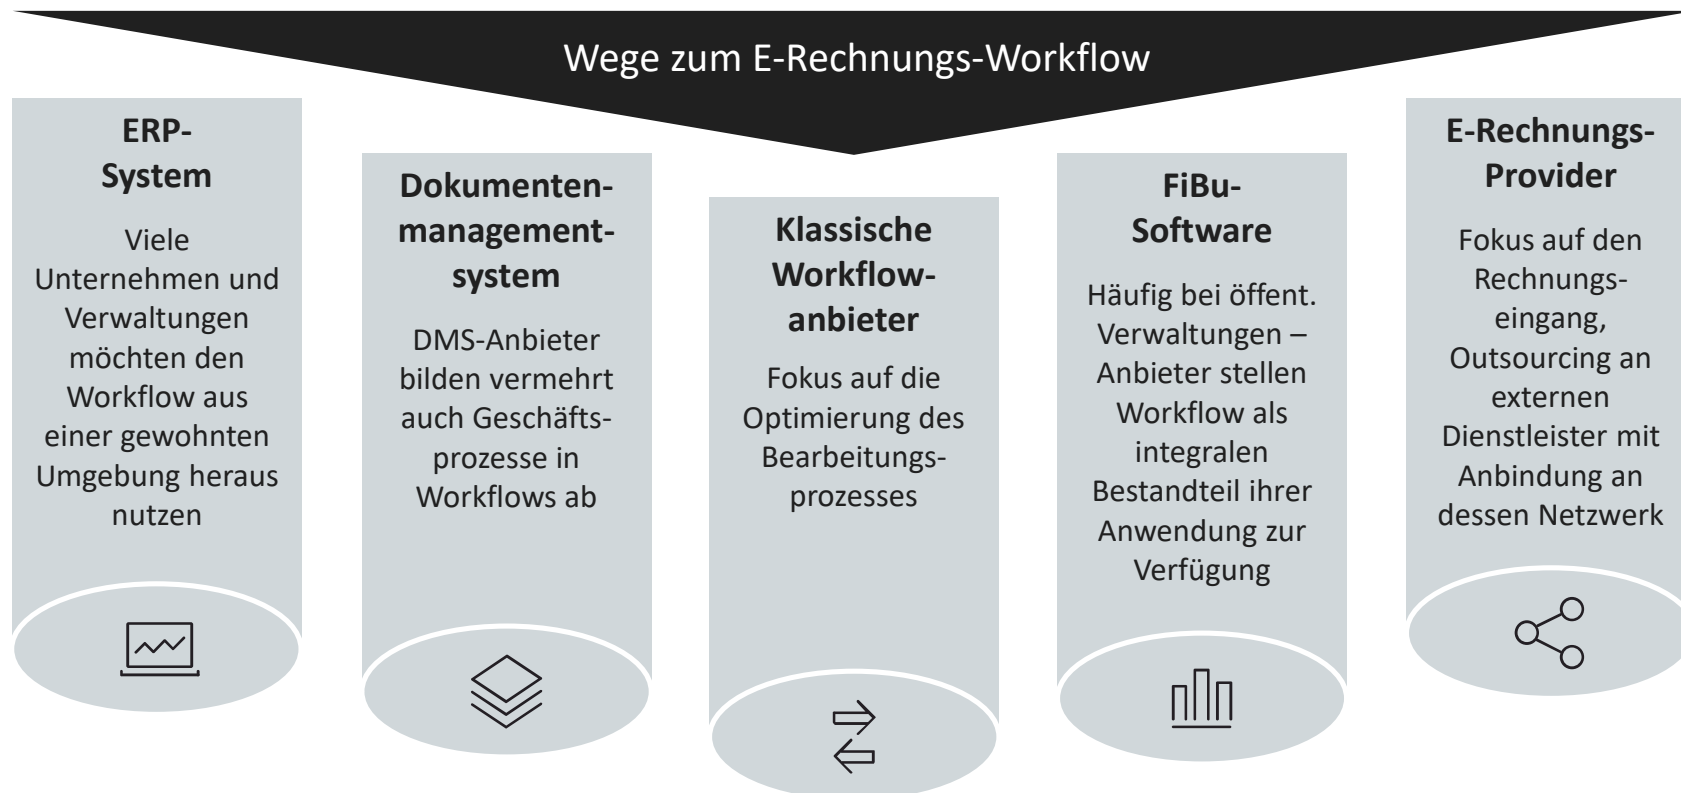 Wege zum E-Rechnungs-Workflow
ERP-
System
Viele
Unternehmen und
Verwaltungen
möchten den
Workflow aus
einer gewohnten
Umgebung heraus
nutzen
Dokumenten-
management-
system
DMS-Anbieter
bilden vermehrt
auch Geschäfts-
prozesse in
Workflows ab
Klassische
Workflow-
anbieter
Fokus auf die
Optimierung des
Bearbeitungs-
prozesses
FiBu-
Software
Häufig bei öffent.
Verwaltungen –
Anbieter stellen
Workflow als
integralen
Bestandteil ihrer
Anwendung zur
Verfügung
E-Rechnungs-
Provider
Fokus auf den
Rechnungs-
eingang,
Outsourcing an
externen
Dienstleister mit
Anbindung an
dessen Netzwerk